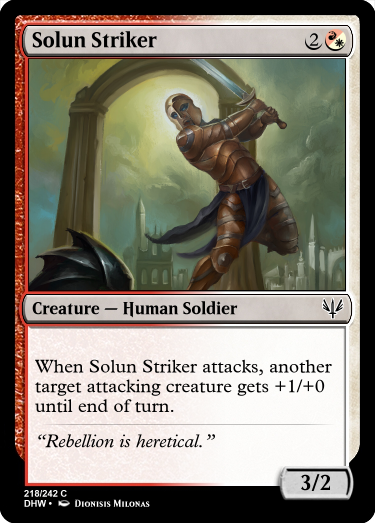 Solun Striker 2
Creature — Human Soldier
When Solun Striker attacks, another
target attacking creature gets +1/+0
until end of turn.
“Rebellion is heretical.”
3/2
218/242 C
DHW • Dionisis Milonas